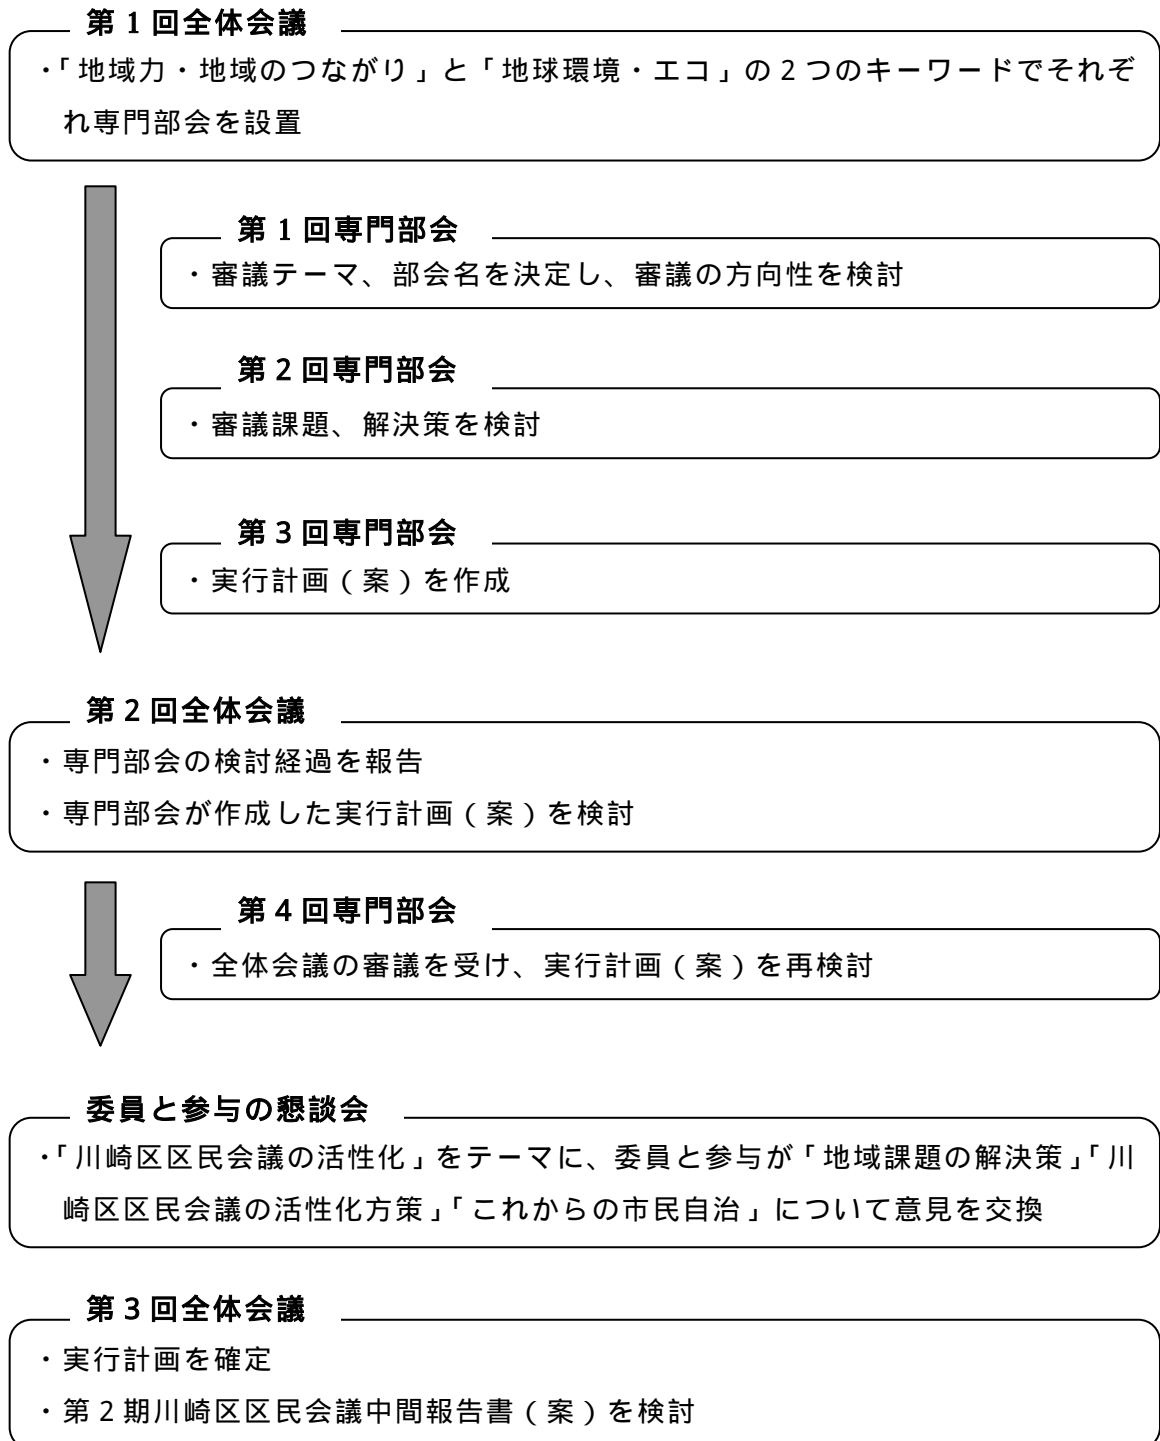 第１回全体会議
・「地域力・地域のつながり」と「地球環境・エコ」の２つのキーワードでそれぞ
れ専門部会を設置
第１回専門部会
・審議テーマ、部会名を決定し、審議の方向性を検討
第２回専門部会
・審議課題、解決策を検討
第３回専門部会
・実行計画（案）を作成
第２回全体会議
・専門部会の検討経過を報告
・専門部会が作成した実行計画（案）を検討
第４回専門部会
・全体会議の審議を受け、実行計画（案）を再検討
委員と参与の懇談会
・「川崎区区民会議の活性化」をテーマに、委員と参与が「地域課題の解決策」「川
崎区区民会議の活性化方策」「これからの市民自治」について意見を交換
第３回全体会議
・実行計画を確定
・第２期川崎区区民会議中間報告書（案）を検討